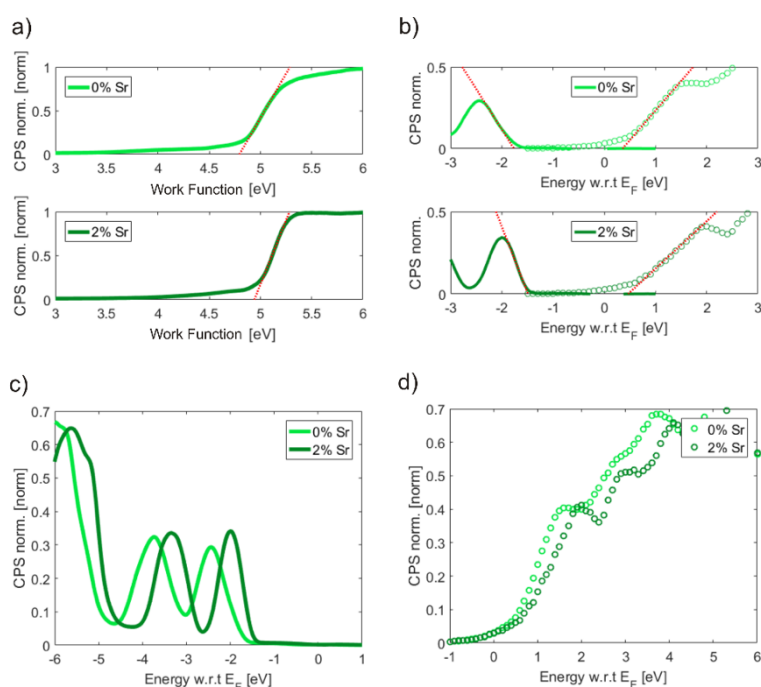 a)
CPS norm. [norm]
1
0.5
0
0% Sr
3
3.5
4
4.5
5
5.5
6
Work Function [eV]
CPS norm. [norm]
1
0.5
0
2% Sr
3
3.5
4
4.5
5
5.5
6
Work Function [eV]
b)
CPS norm.
0.5
0
0% Sr
-3
-2
-1
0
1
2
3
Energy w.r.t E_F [eV]
CPS norm.
0.5
0
2% Sr
-3
-2
-1
0
1
2
3
Energy w.r.t E_F [eV]
c)
CPS norm. [norm]
0.7
0.6
0.5
0.4
0.3
0.2
0.1
0
0% Sr
2% Sr
-6
-5
-4
-3
-2
-1
0
1
Energy w.r.t E_F [eV]
d)
CPS norm. [norm]
0.7
0.6
0.5
0.4
0.3
0.2
0.1
0
0% Sr
2% Sr
-1
0
1
2
3
4
5
6
Energy w.r.t E_F [eV]